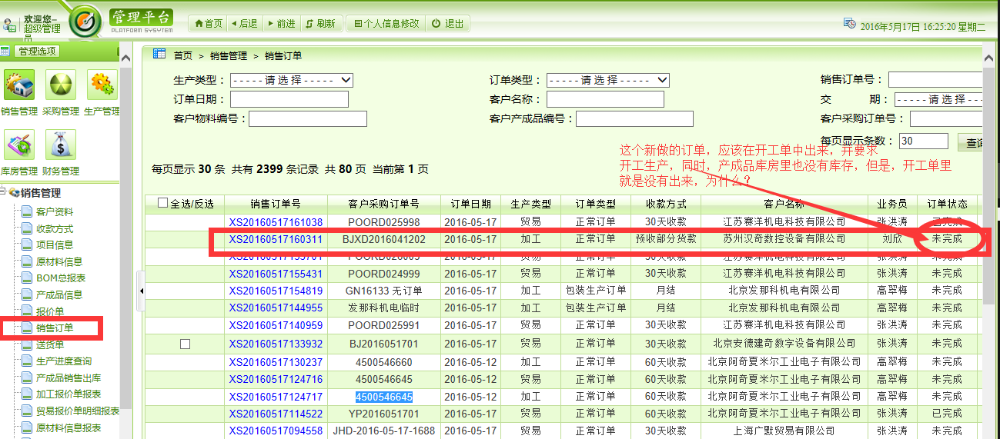 欢迎您–
超级管理
员
管理平台
PLATFORM SYSYTEM
首页 后退 前进 刷新 个人信息修改 退出
2016年5月17日 16:25:20 星期二
管理选项
销售管理 采购管理 生产管理
库房管理 财务管理
销售管理
客户资料
收款方式
项目信息
原材料信息
BOM总报表
产成品信息
报价单
销售订单
送货单
生产进度查询
产成品销售出库
加工报价单报表
贸易报价单明细报表
原材料信息报表
首页 > 销售管理 > 销售订单
生产类型： -----请选择----- 订单类型： -----请选择----- 销售订单号：
订单日期： 客户名称： 交 期： -----请选择---
客户物料编号： 客户产成品编号： 客户采购订单号：
每页显示条数： 30 查询
这个新做的订单，应该在开工单中出来，并要求
开工生产，同时，产成品库房里也没有库存，但是，开工单里
就是没有出来，为什么？
每页显示 30 条 共有 2399 条记录 共 80 页 当前第 1 页
全选/反选 销售订单号 客户采购订单号 订单日期 生产类型 订单类型 收款方式 客户名称 业务员 订单状态
XS20160517161038 POORD025998 2016-05-17 贸易 正常订单 30天收款 江苏赛洋机电科技有限公司 张洪涛 已完成
XS20160517160311 BJXD2016041202 2016-05-17 加工 正常订单 预收部分货款 苏州汉奇数控设备有限公司 刘欣 未完成
2016-05-17 贸易 正常订单 30天收款 江苏赛洋机电科技有限公司 张洪涛 未完成
XS20160517155431 POORD024999 2016-05-17 贸易 正常订单 30天收款 江苏赛洋机电科技有限公司 张洪涛 未完成
XS20160517154819 GN16133 无订单 2016-05-17 加工 包装生产订单 月结 北京发那科机电有限公司 高翠梅 未完成
XS20160517144955 发那科机电临时 2016-05-17 加工 包装生产订单 月结 北京发那科机电有限公司 高翠梅 未完成
XS20160517140959 POORD025991 2016-05-17 贸易 正常订单 30天收款 江苏赛洋机电科技有限公司 张洪涛 未完成
XS20160517133932 BJ2016051701 2016-05-17 贸易 正常订单 30天收款 北京安德建奇数字设备有限公司 张洪涛 未完成
XS20160517130237 4500546660 2016-05-12 加工 正常订单 60天收款 北京阿奇夏米尔工业电子有限公司 高翠梅 未完成
XS20160517124716 4500546645 2016-05-12 贸易 正常订单 60天收款 北京阿奇夏米尔工业电子有限公司 高翠梅 未完成
XS20160517124717 4500546645 2016-05-12 加工 正常订单 60天收款 北京阿奇夏米尔工业电子有限公司 高翠梅 未完成
XS20160517114522 YP2016051701 2016-05-12 贸易 正常订单 60天收款 北京阿奇夏米尔工业电子有限公司 高翠梅 已完成
XS20160517094558 JHD-2016-05-17-1688 2016-05-17 贸易 正常订单 30天收款 上海广默贸易有限公司 张洪涛 未完成